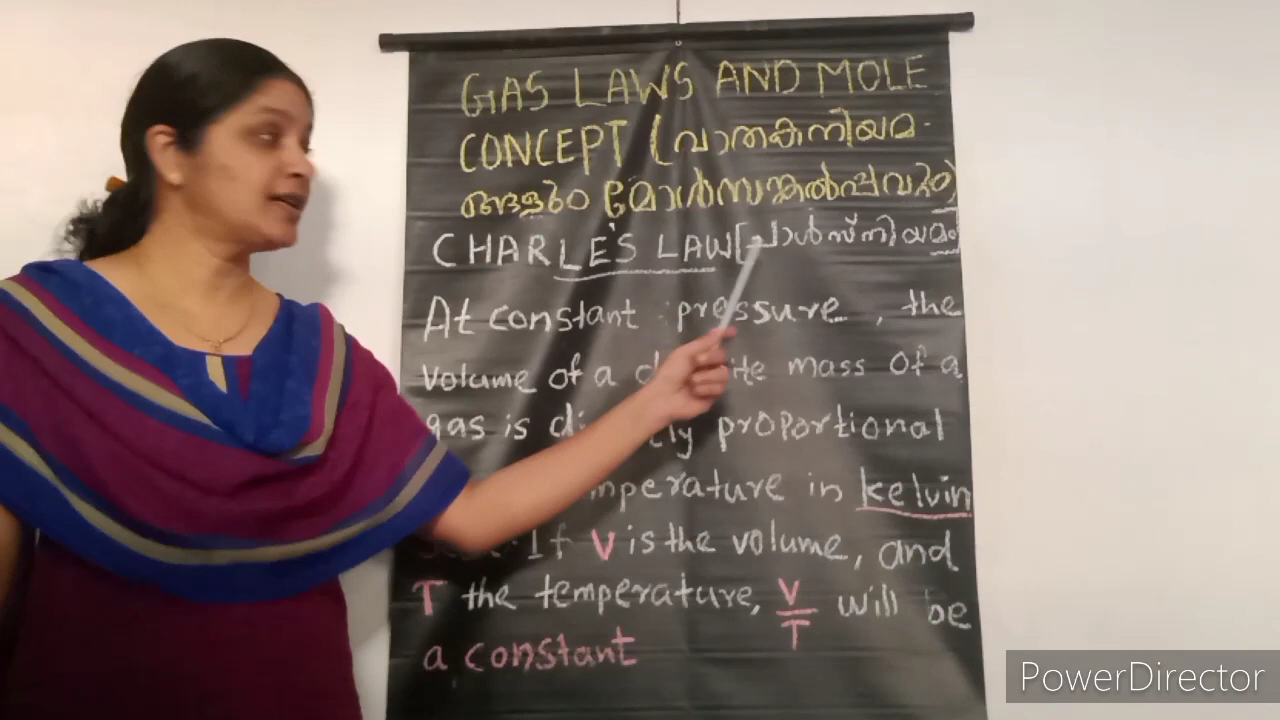 GAS LAWS AND MOLE
CONCEPT (വാതകനിയമ-
ങ്ങളും മോൾസങ്കൽപ്പവും)
CHARLE'S LAW [ചാൾസ് നിയമം
At constant pressure, the
volume of a mass of a
gas is proportional
in kelvin
If V is the volume, and
T the temperature, V/T will be
a constant
PowerDirector